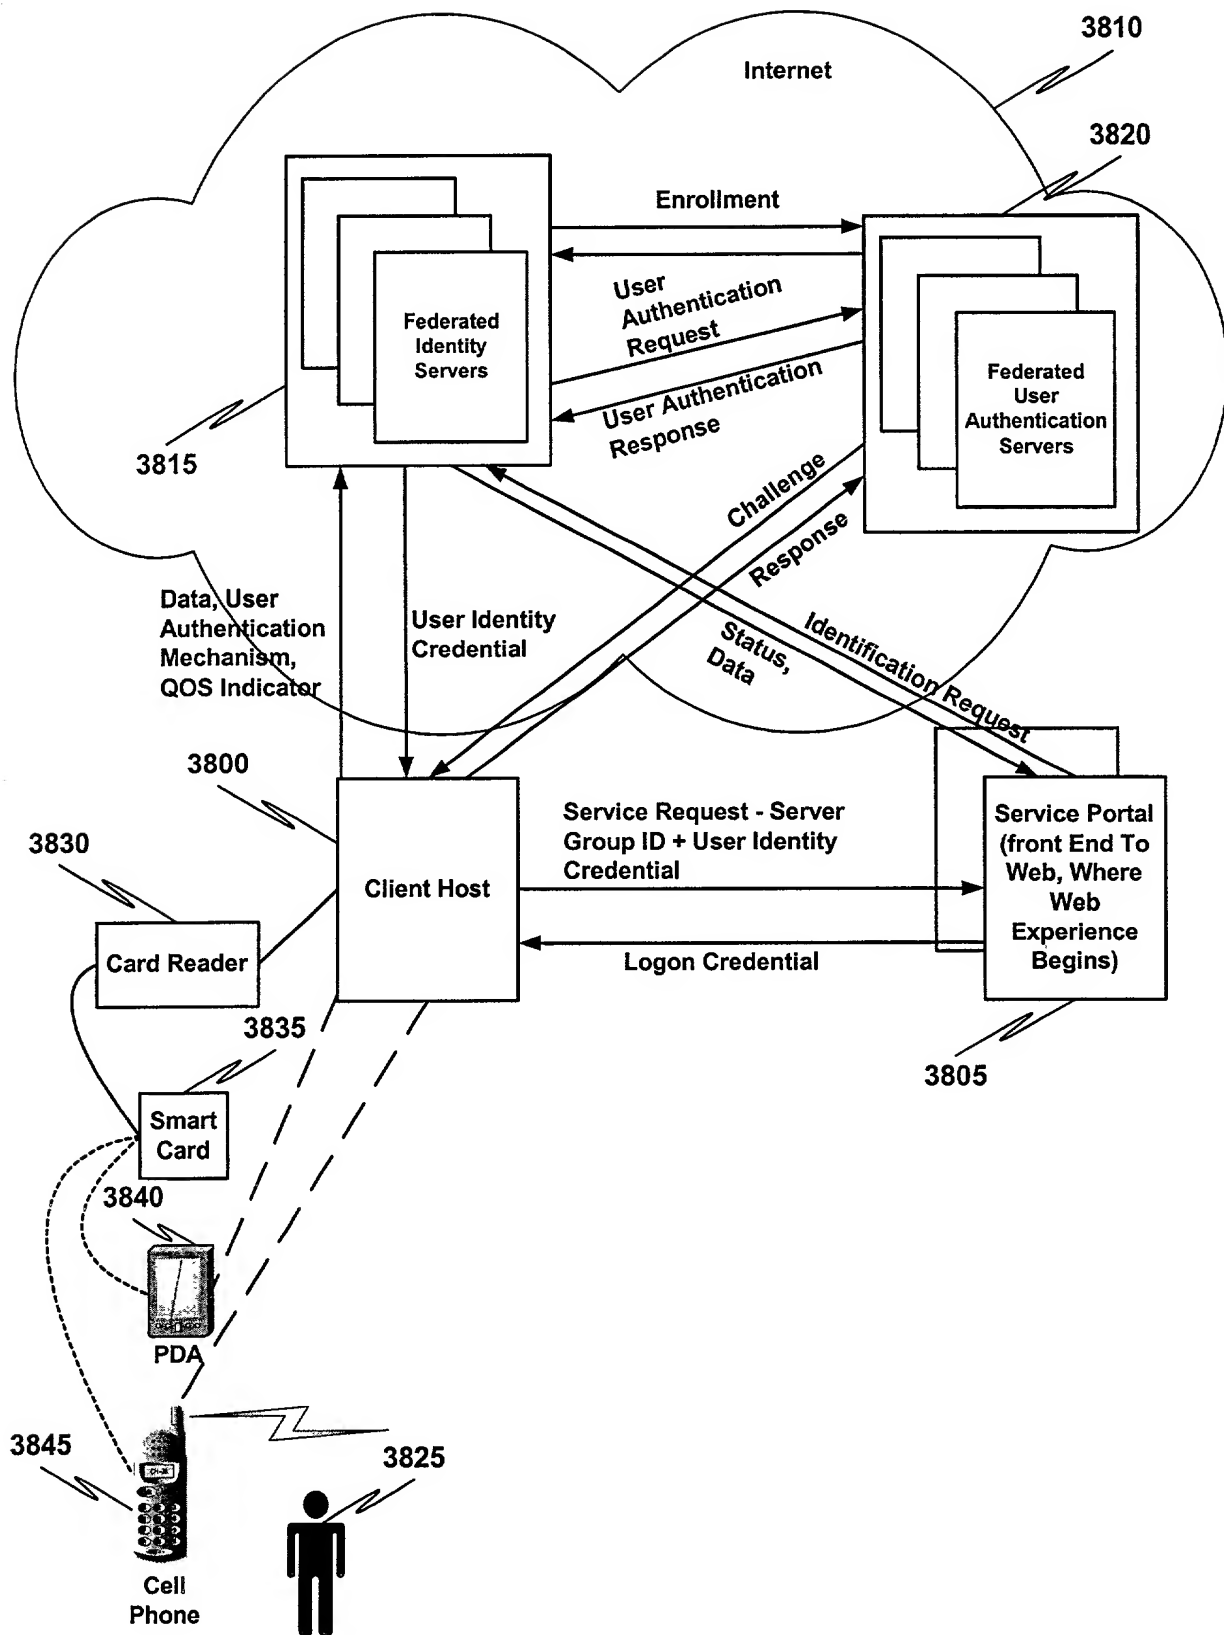 3810
Internet
3820
Enrollment
User
Authentication
Request
Federated
Identity
Servers
Federated
User
Authentication
Servers
User Authentication
Response
3815
Challenge
Response
Data, User
Authentication
Mechanism,
QOS Indicator
User Identity
Credential
Status,
Data
Identification Request
3800
Service Request - Server
Group ID + User Identity
Credential
Service Portal
(front End To
Web, Where
Web
Experience
Begins)
3830
Client Host
Card Reader
Logon Credential
3835
3805
Smart
Card
3840
PDA
3845
3825
Cell
Phone